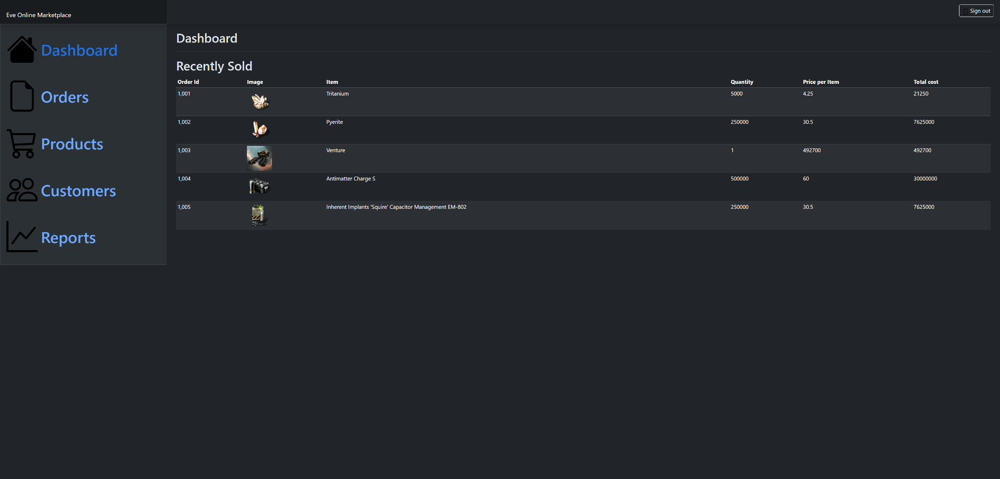 Eve Online Marketplace
Sign out
Dashboard
Orders
Products
Customers
Reports
Dashboard
Recently Sold
Order Id Image Item Quantity Price per Item Total cost
1,001 Tritanium 5000 4.25 21250
1,002 Pyerite 250000 30.5 7625000
1,003 Venture 1 492700 492700
1,004 Antimatter Charge S 500000 60 30000000
1,005 Inherent Implants 'Squire' Capacitor Management EM-802 250000 30.5 7625000